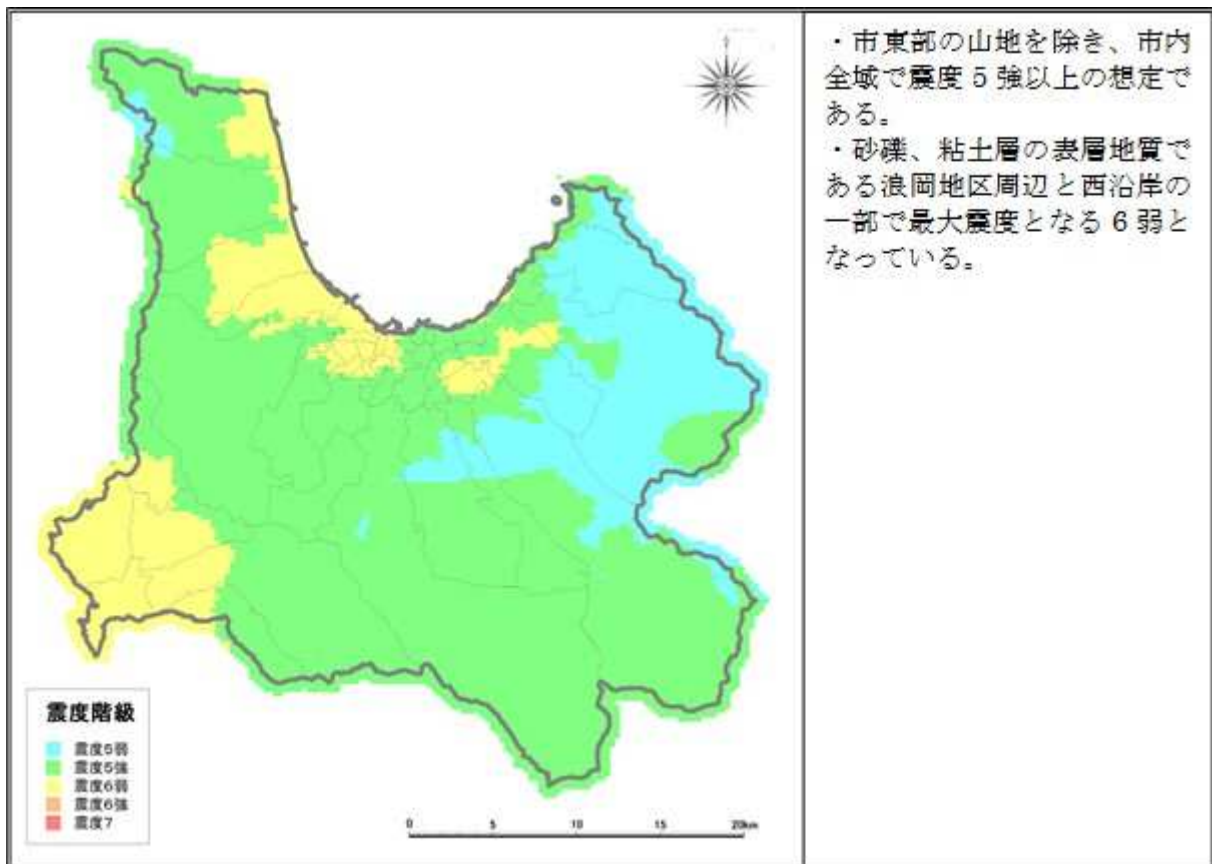 ・市東部の山地を除き、市内
全域で震度5強以上の想定で
ある。
・砂礫、粘土層の表層地質で
ある浪岡地区周辺と西沿岸の
一部で最大震度となる6弱と
なっている。
震度階級
震度5弱
震度5強
震度6弱
震度6強
震度7
0 5 10 15 20km